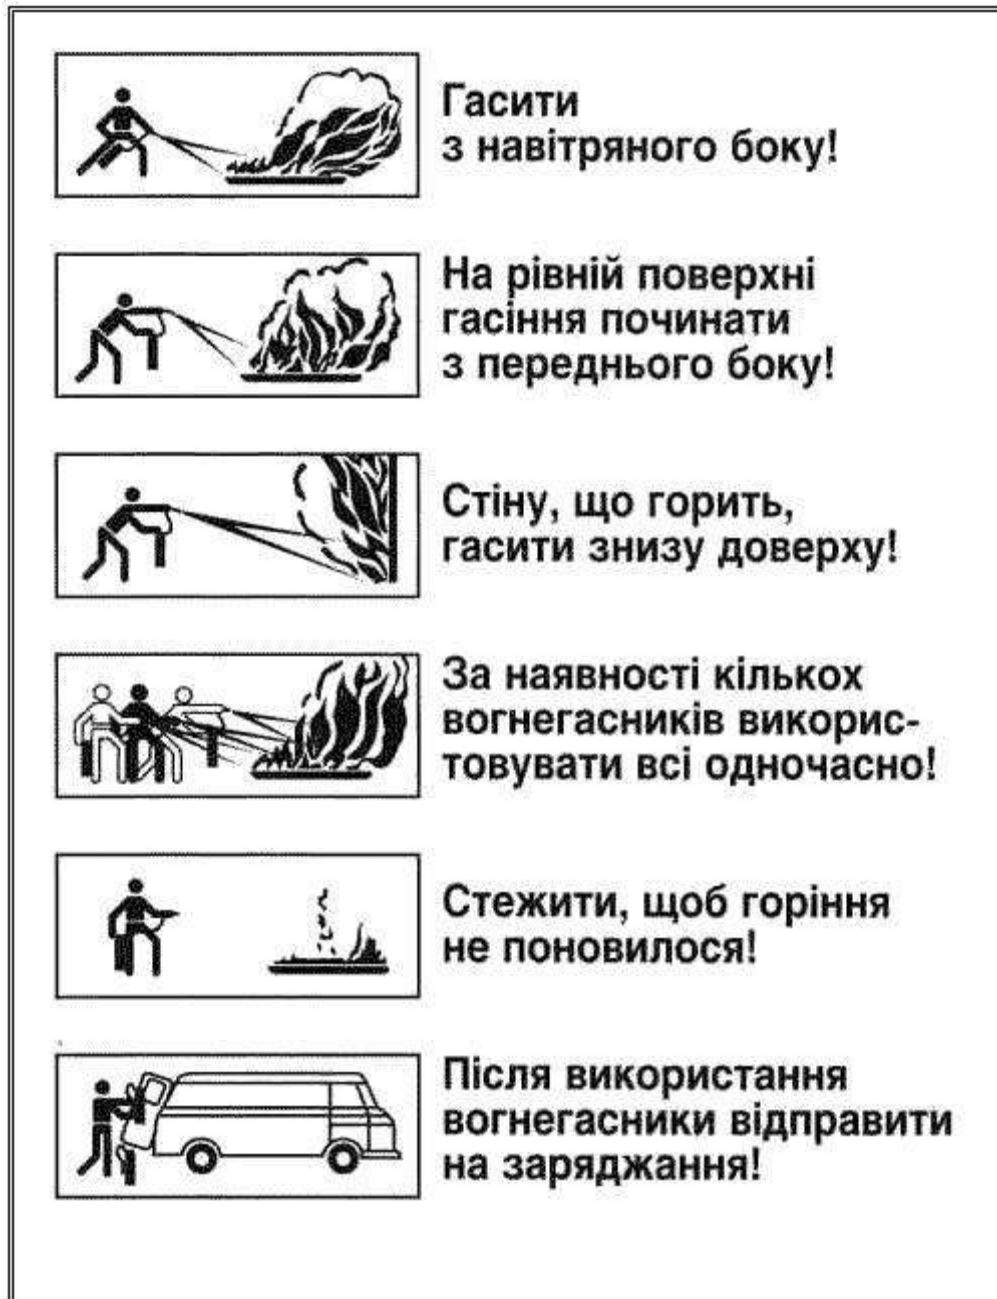 Гасити
з навітряного боку!
На рівній поверхні
гасіння починати
з переднього боку!
Стіну, що горить,
гасити знизу доверху!
За наявності кількох
вогнегасників викорис-
товувати всі одночасно!
Стежити, щоб горіння
не поновилося!
Після використання
вогнегасники відправити
на заряджання!